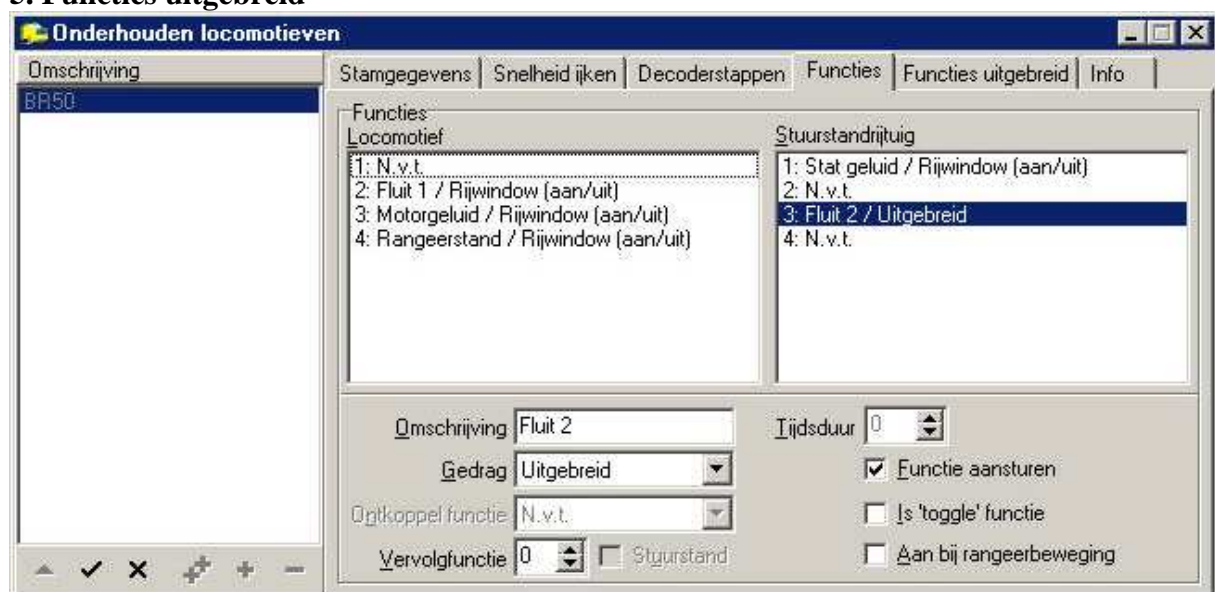 5. Functies uitgebreid
Onderhouden locomotieven
Omschrijving
BR50
Stamgegevens
Snelheid ijken
Decoderstappen
Functies
Functies uitgebreid
Info
Functies
Locomotief
1: N.v.t.
2: Fluit 1 / Rijwindow (aan/uit)
3: Motorgeluid / Rijwindow (aan/uit)
4: Rangeerstand / Rijwindow (aan/uit)
Stuurstandrijtuig
1: Stat geluid / Rijwindow (aan/uit)
2: N.v.t.
3: Fluit 2 / Uitgebreid
4: N.v.t.
Omschrijving Fluit 2
Gedrag Uitgebreid
Ontkoppel functie N.v.t.
Vervolgfunctie 0 Stuurstand
Tijdsduur 0
Functie aansturen
Is 'toggle' functie
Aan bij rangeerbeweging